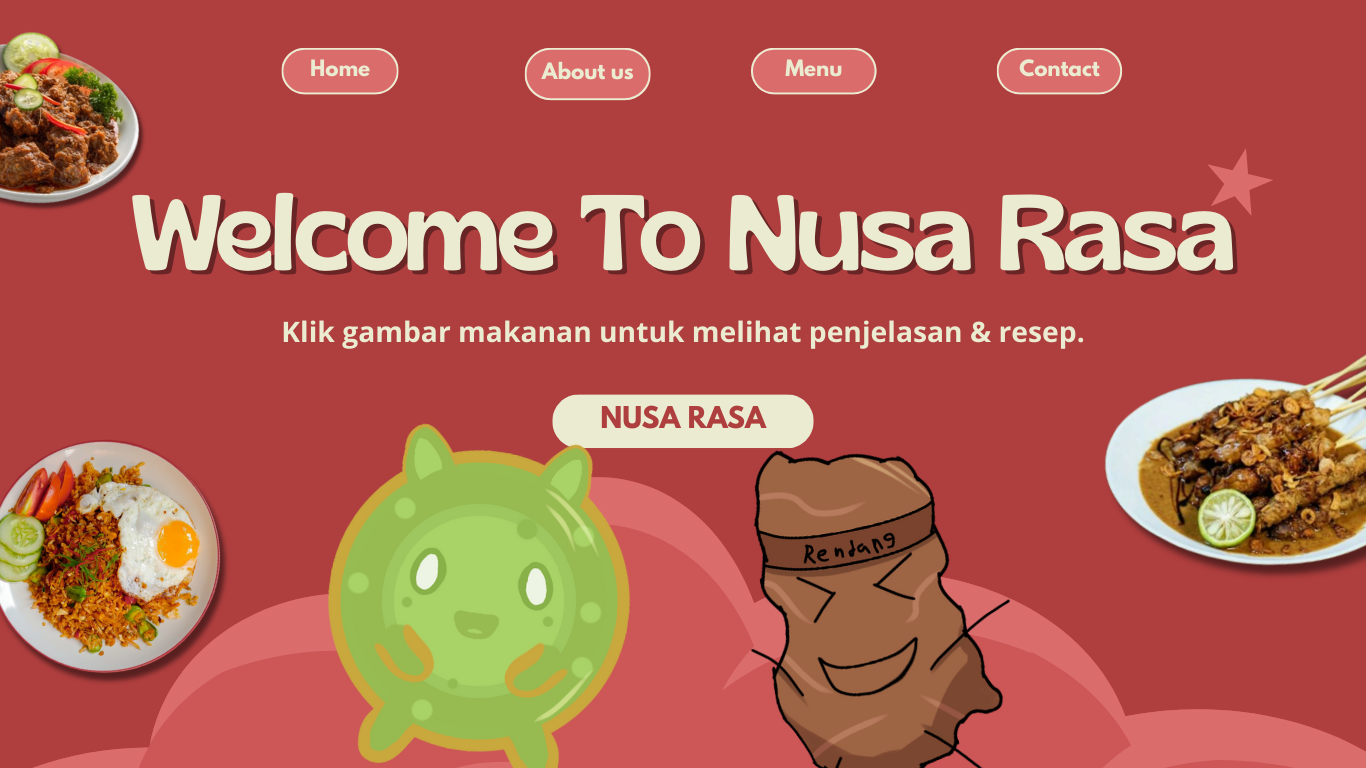 Home
About us
Menu
Contact
Welcome To Nusa Rasa
Klik gambar makanan untuk melihat penjelasan & resep.
NUSA RASA
Rendang